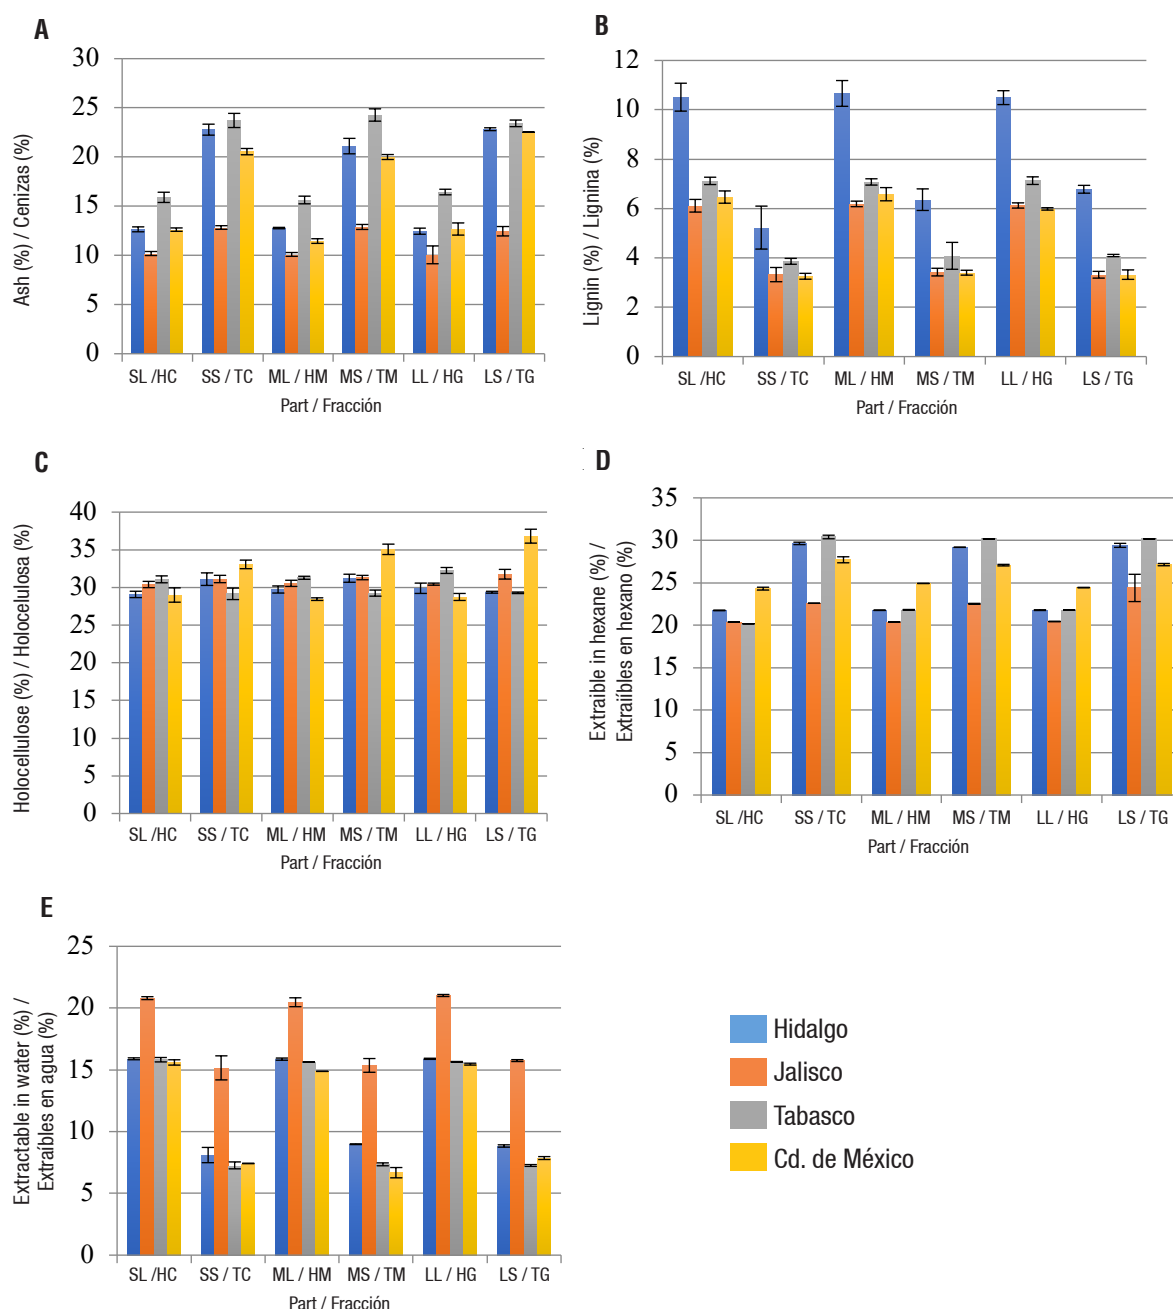 A
Ash (%) / Cenizas (%)
30
25
20
15
10
5
0
SL /HC SS / TC ML / HM MS / TM LL / HG LS / TG
Part / Fracción
B
Lignin (%) / Lignina (%)
12
10
8
6
4
2
0
SL /HC SS / TC ML / HM MS / TM LL / HG LS / TG
Part / Fracción
C
Holocellulose (%) / Holocelulosa (%)
40
35
30
25
20
15
10
5
0
SL /HC SS / TC ML / HM MS / TM LL / HG LS / TG
Part / Fracción
D
Extraible in hexane (%) /
Extraiíbles en hexano (%)
35
30
25
20
15
10
5
0
SL /HC SS / TC ML / HM MS / TM LL / HG LS / TG
Part / Fracción
E
Extractable in water (%) /
Extraíbles en agua (%)
25
20
15
10
5
0
SL /HC SS / TC ML / HM MS / TM LL / HG LS / TG
Part / Fracción
Hidalgo
Jalisco
Tabasco
Cd. de México